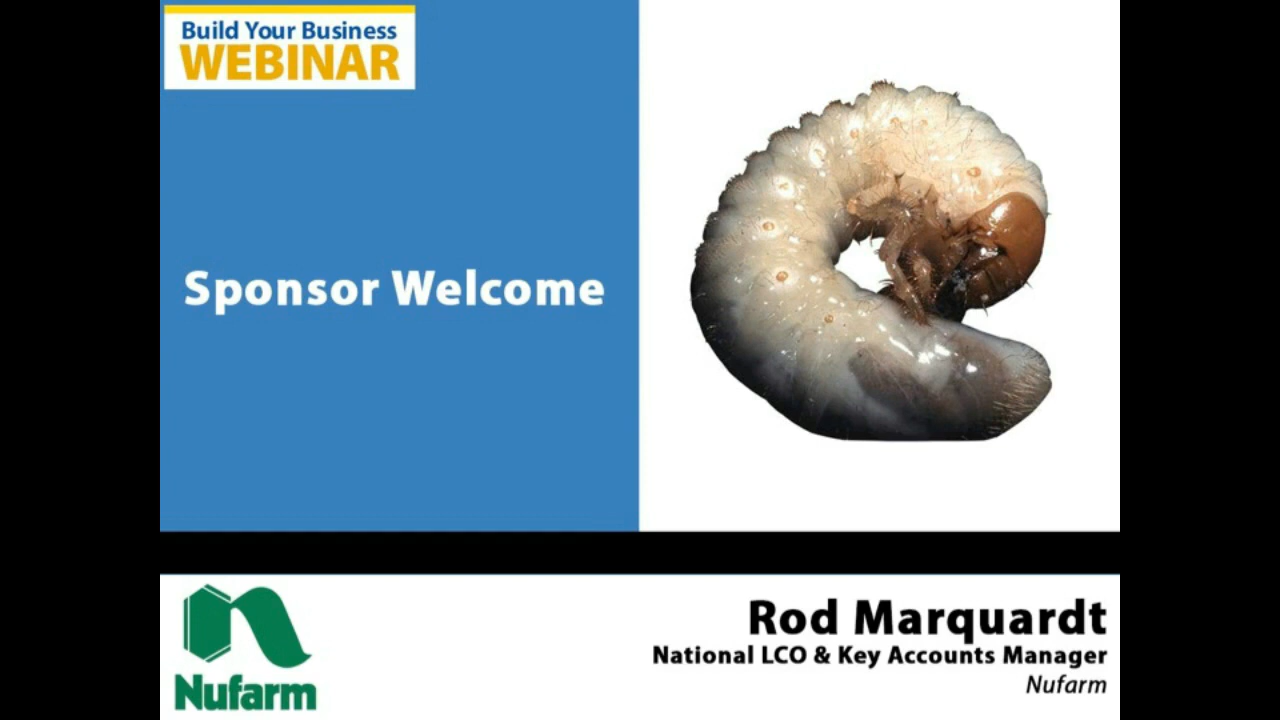 Build Your Business
WEBINAR
Sponsor Welcome
Nufarm
Rod Marquardt
National LCO & Key Accounts Manager
Nufarm